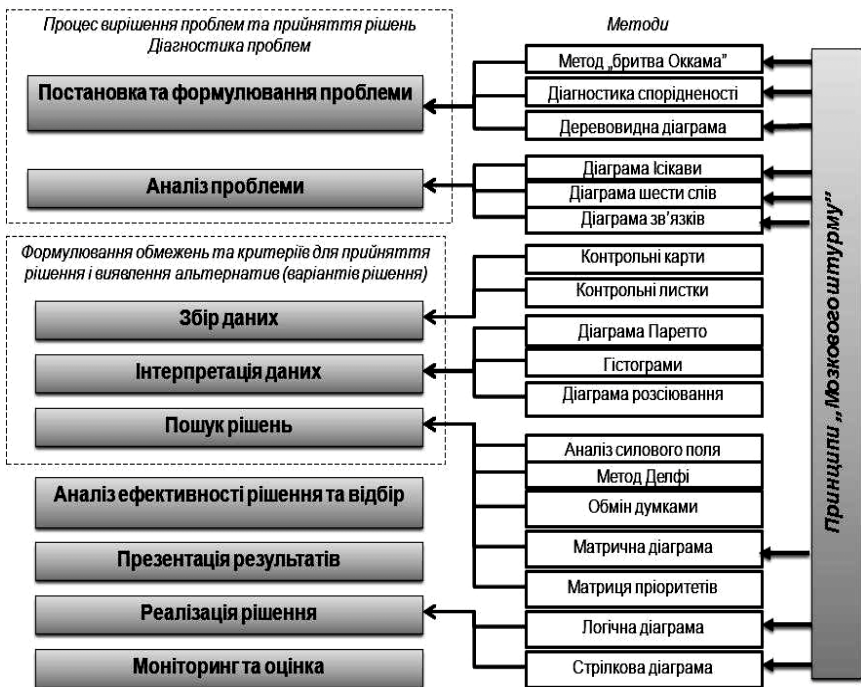 Процес вирішення проблем та прийняття рішень
Діагностика проблем
Постановка та формулювання проблеми
Аналіз проблеми
Формулювання обмежень та критеріїв для прийняття
рішення і виявлення альтернатив (варіантів рішення)
Збір даних
Інтерпретація даних
Пошук рішень
Аналіз ефективності рішення та відбір
Презентація результатів
Реалізація рішення
Моніторинг та оцінка
Методи
Метод „бритва Оккама”
Діагностика спорідненості
Деревовидна діаграма
Діаграма Ісікави
Діаграма шести слів
Діаграма зв’язків
Контрольні карти
Контрольні листки
Діаграма Паретто
Гістограми
Діаграма розсіювання
Аналіз силового поля
Метод Делфі
Обмін думками
Матрична діаграма
Матриця пріоритетів
Логічна діаграма
Стрілкова діаграма
Принципи „Мозкового штурму”